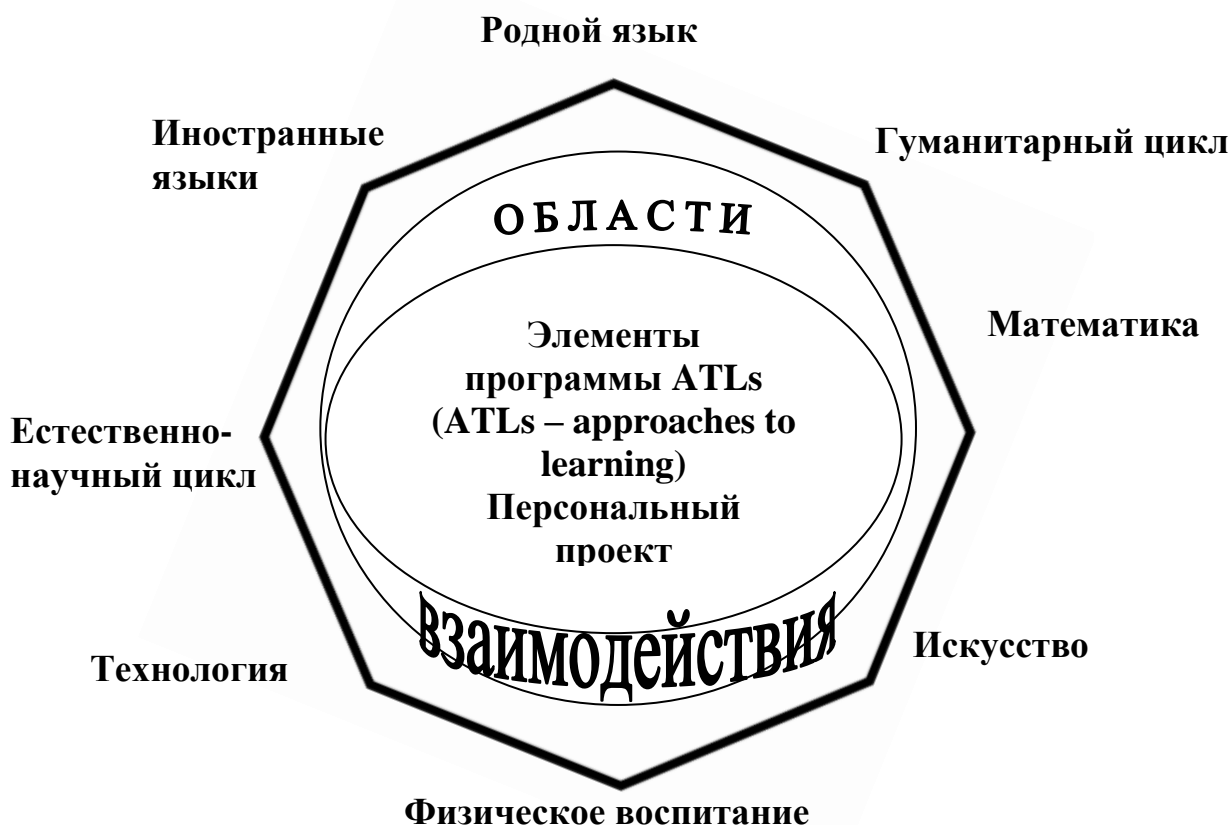 Родной язык
Иностранные
языки
Гуманитарный цикл
ОБЛАСТИ
Математика
Элементы
программы ATLs
(ATLs – approaches to
learning)
Персональный
проект
Естественно-
научный цикл
взаимодействия
Искусство
Технология
Физическое воспитание